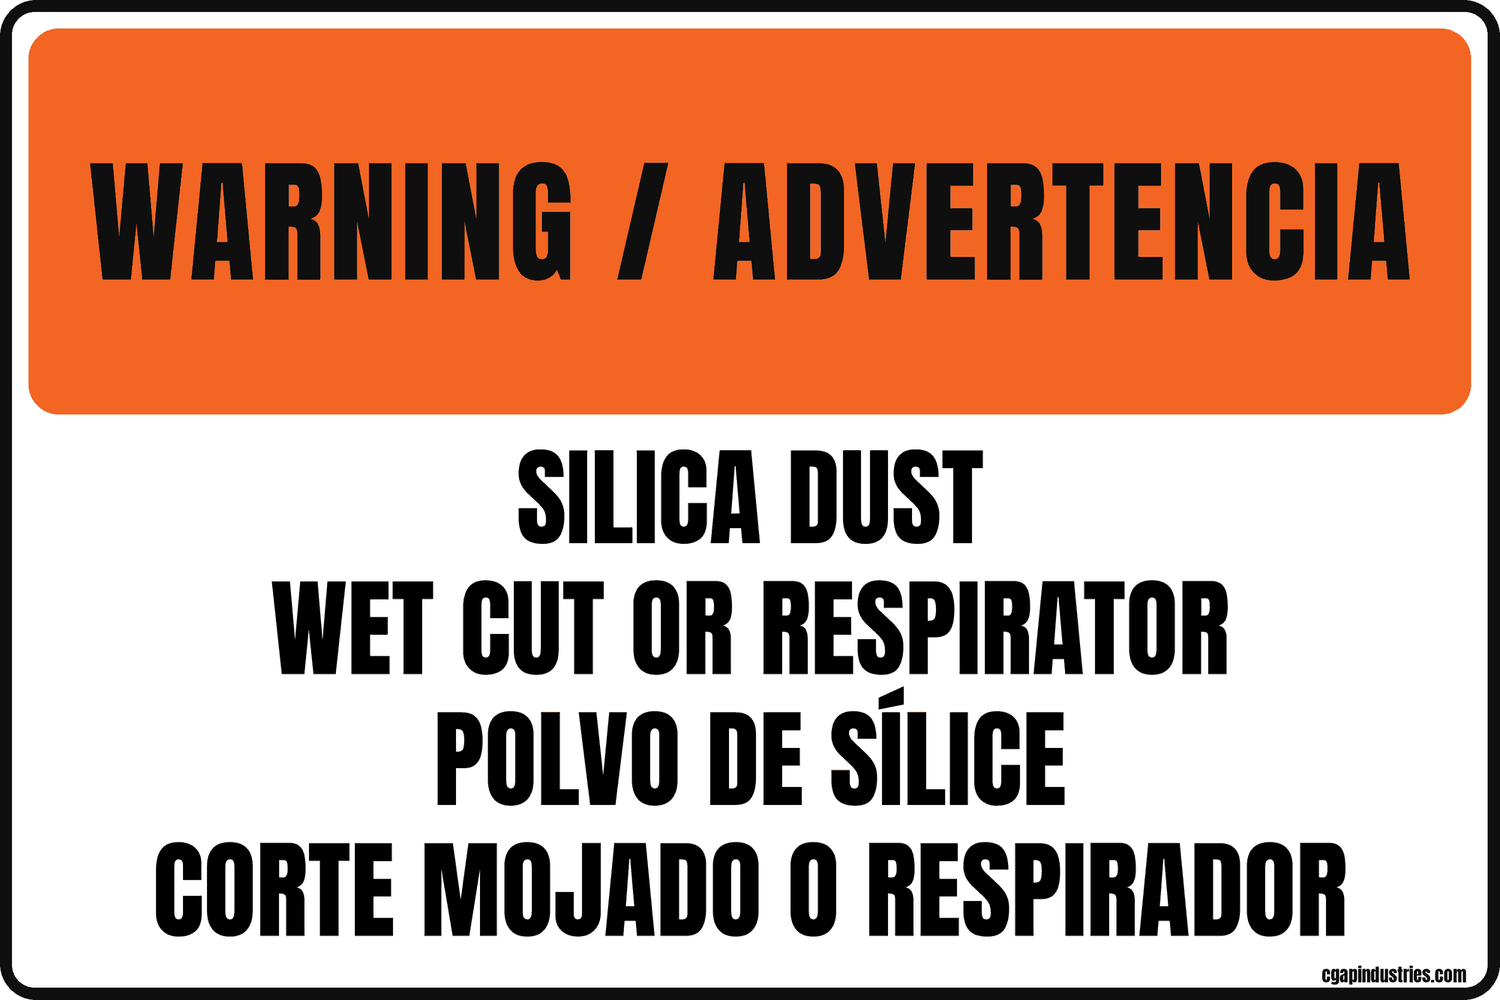 WARNING / ADVERTENCIA
SILICA DUST
WET CUT OR RESPIRATOR
POLVO DE SÍLICE
CORTE MOJADO O RESPIRADOR
cgapindustries.com